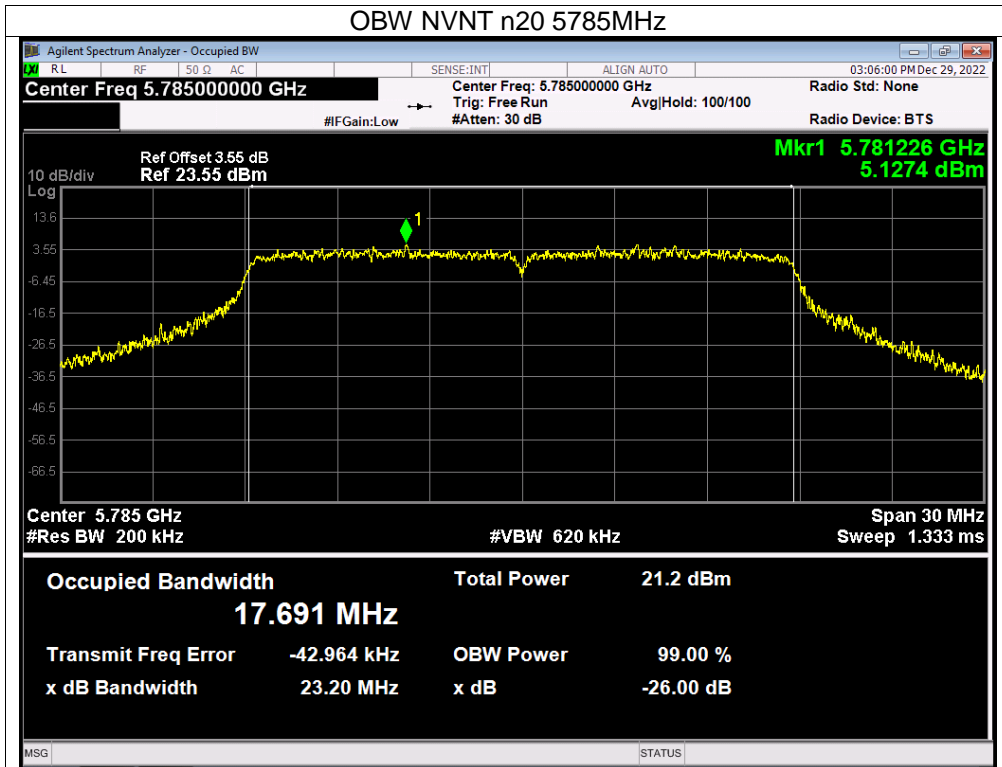 OBW NVNT n20 5785MHz
Agilent Spectrum Analyzer - Occupied BW
LXI RL RF 50 Ω AC SENSE:INT ALIGN AUTO 03:06:00 PM Dec 29, 2022
Center Freq 5.785000000 GHz Center Freq: 5.785000000 GHz Radio Std: None
Trig: Free Run Avg|Hold: 100/100
#IFGain:Low #Atten: 30 dB Radio Device: BTS
Mkr1 5.781226 GHz
5.1274 dBm
Ref Offset 3.55 dB
10 dB/div Ref 23.55 dBm
Log
1
13.6
3.55
-6.45
-16.5
-26.5
-36.5
-46.5
-56.5
-66.5
Center 5.785 GHz Span 30 MHz
#Res BW 200 kHz #VBW 620 kHz Sweep 1.333 ms
Occupied Bandwidth Total Power 21.2 dBm
17.691 MHz
Transmit Freq Error -42.964 kHz OBW Power 99.00 %
x dB Bandwidth 23.20 MHz x dB -26.00 dB
MSG STATUS